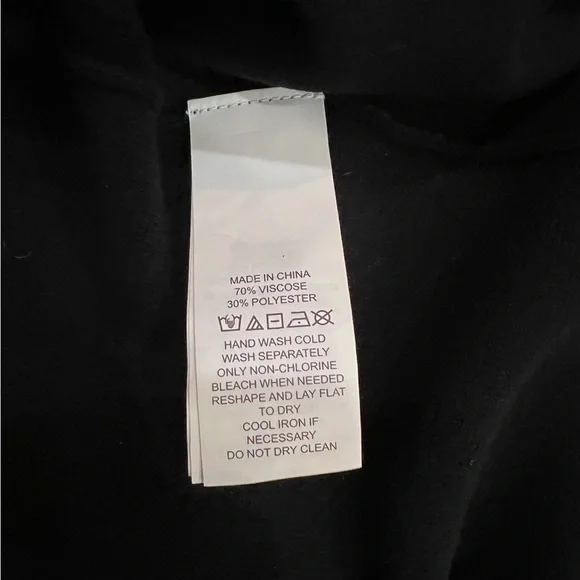 MADE IN CHINA
70% VISCOSE
30% POLYESTER
HAND WASH COLD
WASH SEPARATELY
ONLY NON-CHLORINE
BLEACH WHEN NEEDED
RESHAPE AND LAY FLAT
TO DRY
COOL IRON IF
NECESSARY
DO NOT DRY CLEAN